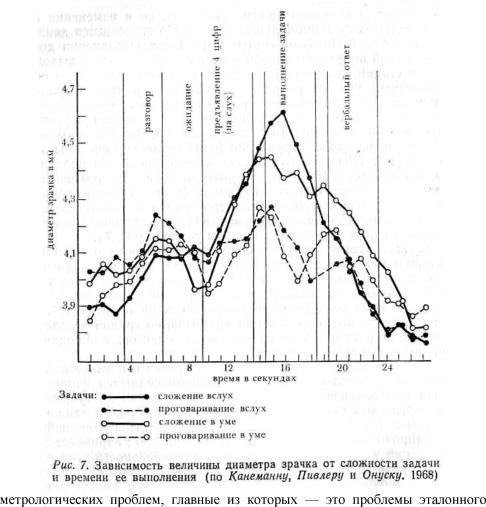 разговор
ожидание
предъявление 4 цифр
(на слух)
выполнение задачи
вербальный ответ
диаметр зрачка в мм
4,7
4,5
4,3
4,1
3,9
1
4
8
12
16
20
24
время в секундах
Задачи:
сложение вслух
проговаривание вслух
сложение в уме
проговаривание в уме
Рис. 7. Зависимость величины диаметра зрачка от сложности задачи
и времени ее выполнения (по Канеманну, Пивлеру и Онуску. 1968)
метрологических проблем, главные из которых — это проблемы эталонного